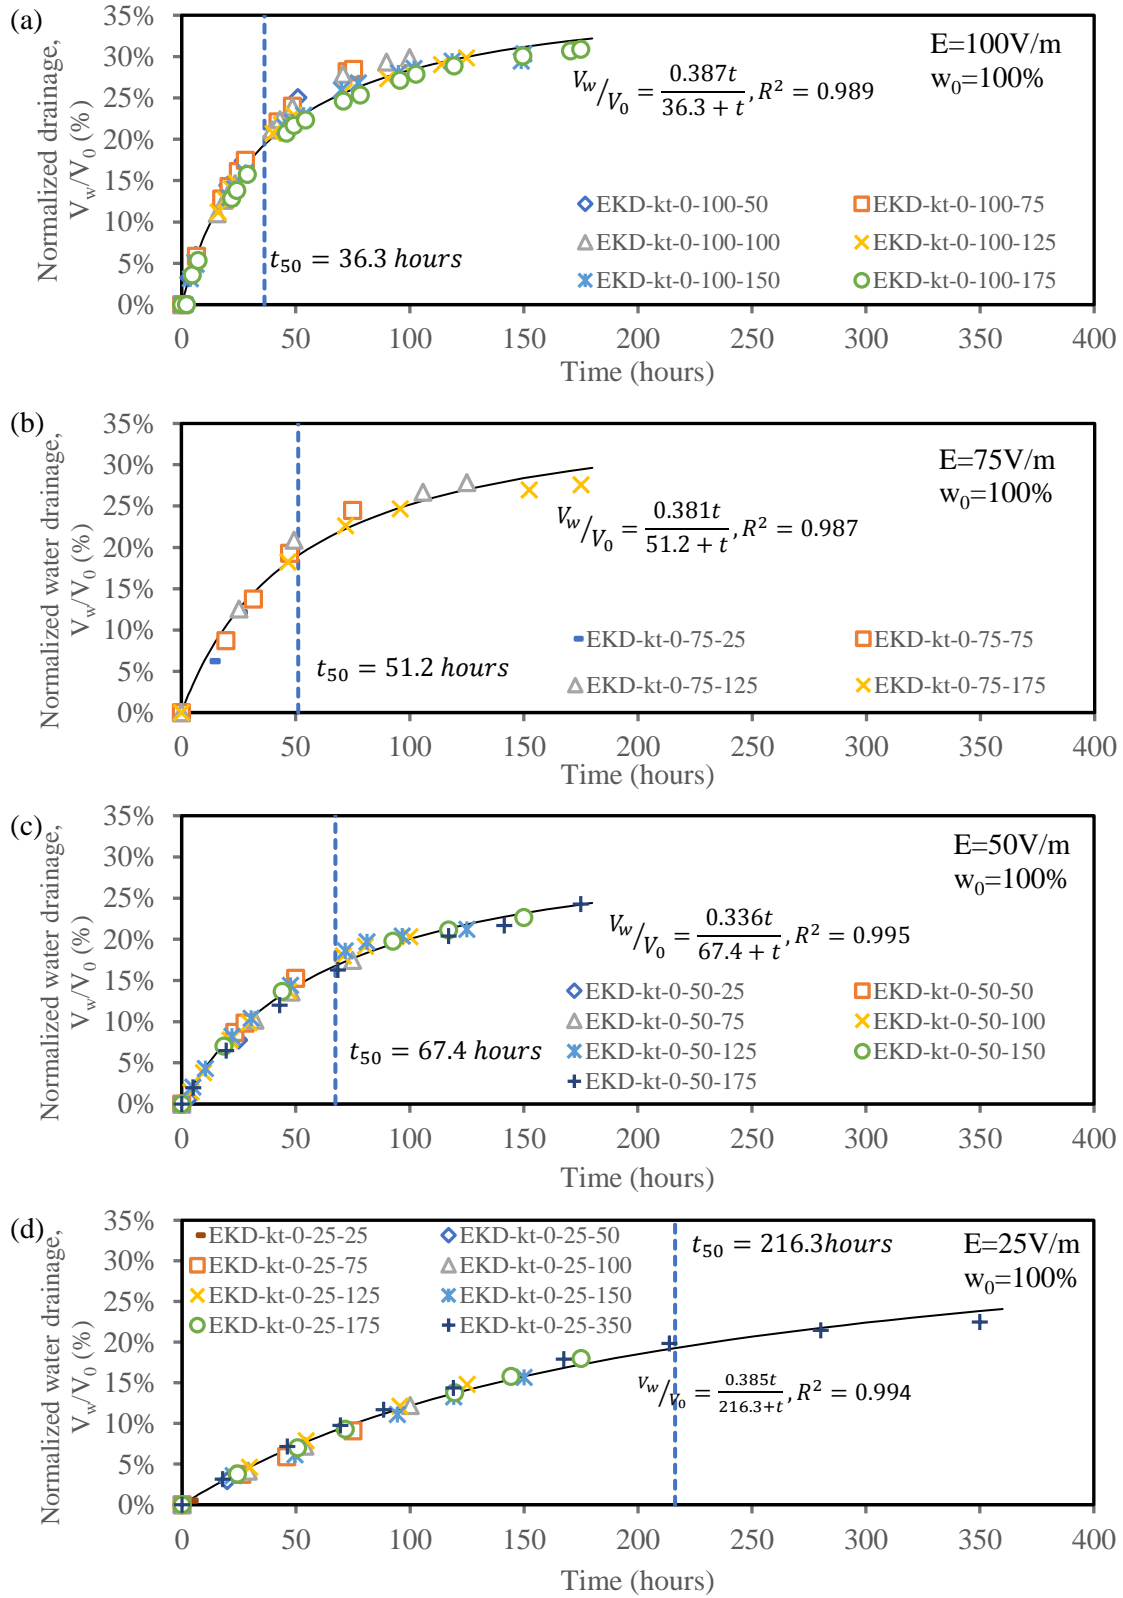 (a)
Normalized drainage,
V_w/V_0 (%)
35%
30%
25%
20%
15%
10%
5%
0%
E=100V/m
w_0=100%
V_w/V_0 = 0.387t/(36.3 + t), R^2 = 0.989
t_50 = 36.3 hours
EKD-kt-0-100-50
EKD-kt-0-100-75
EKD-kt-0-100-100
EKD-kt-0-100-125
EKD-kt-0-100-150
EKD-kt-0-100-175
0 50 100 150 200 250 300 350 400
Time (hours)
(b)
Normalized water drainage,
V_w/V_0 (%)
35%
30%
25%
20%
15%
10%
5%
0%
E=75V/m
w_0=100%
V_w/V_0 = 0.381t/(51.2 + t), R^2 = 0.987
t_50 = 51.2 hours
EKD-kt-0-75-25
EKD-kt-0-75-75
EKD-kt-0-75-125
EKD-kt-0-75-175
0 50 100 150 200 250 300 350 400
Time (hours)
(c)
Normalized water drainage,
V_w/V_0 (%)
35%
30%
25%
20%
15%
10%
5%
0%
E=50V/m
w_0=100%
V_w/V_0 = 0.336t/(67.4 + t), R^2 = 0.995
t_50 = 67.4 hours
EKD-kt-0-50-25
EKD-kt-0-50-50
EKD-kt-0-50-75
EKD-kt-0-50-100
EKD-kt-0-50-125
EKD-kt-0-50-150
EKD-kt-0-50-175
0 50 100 150 200 250 300 350 400
Time (hours)
(d)
Normalized water drainage,
V_w/V_0 (%)
35%
30%
25%
20%
15%
10%
5%
0%
EKD-kt-0-25-25
EKD-kt-0-25-50
EKD-kt-0-25-75
EKD-kt-0-25-100
EKD-kt-0-25-125
EKD-kt-0-25-150
EKD-kt-0-25-175
EKD-kt-0-25-350
t_50 = 216.3hours
E=25V/m
w_0=100%
V_w/V_0 = 0.385t/(216.3+t), R^2 = 0.994
0 50 100 150 200 250 300 350 400
Time (hours)